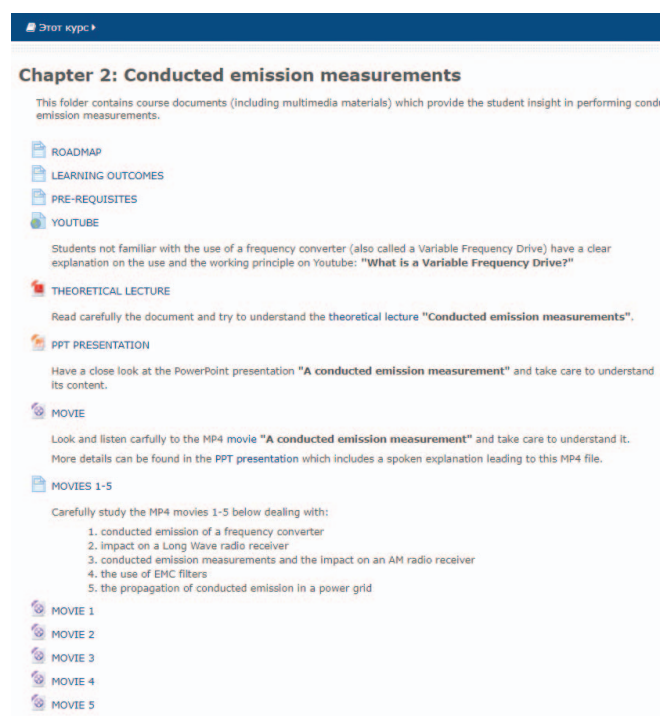 Этот курс
Chapter 2: Conducted emission measurements
This folder contains course documents (including multimedia materials) which provide the student insight in performing cond
emission measurements.
ROADMAP
LEARNING OUTCOMES
PRE-REQUISITES
YOUTUBE
Students not familiar with the use of a frequency converter (also called a Variable Frequency Drive) have a clear
explanation on the use and the working principle on Youtube: "What is a Variable Frequency Drive?"
THEORETICAL LECTURE
Read carefully the document and try to understand the theoretical lecture "Conducted emission measurements".
PPT PRESENTATION
Have a close look at the PowerPoint presentation "A conducted emission measurement" and take care to understand
its content.
MOVIE
Look and listen carfully to the MP4 movie "A conducted emission measurement" and take care to understand it.
More details can be found in the PPT presentation which includes a spoken explanation leading to this MP4 file.
MOVIES 1-5
Carefully study the MP4 movies 1-5 below dealing with:
1. conducted emission of a frequency converter
2. impact on a Long Wave radio receiver
3. conducted emission measurements and the impact on an AM radio receiver
4. the use of EMC filters
5. the propagation of conducted emission in a power grid
MOVIE 1
MOVIE 2
MOVIE 3
MOVIE 4
MOVIE 5